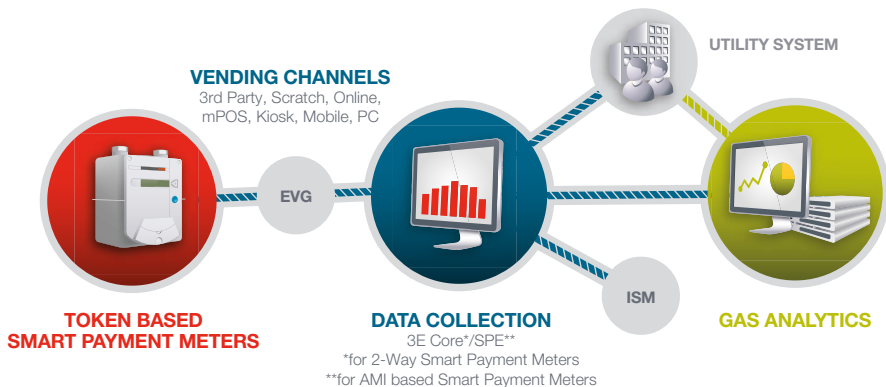 UTILITY SYSTEM
VENDING CHANNELS
3rd Party, Scratch, Online,
mPOS, Kiosk, Mobile, PC
EVG
ISM
TOKEN BASED
SMART PAYMENT METERS
DATA COLLECTION
3E Core*/SPE**
*for 2-Way Smart Payment Meters
**for AMI based Smart Payment Meters
GAS ANALYTICS